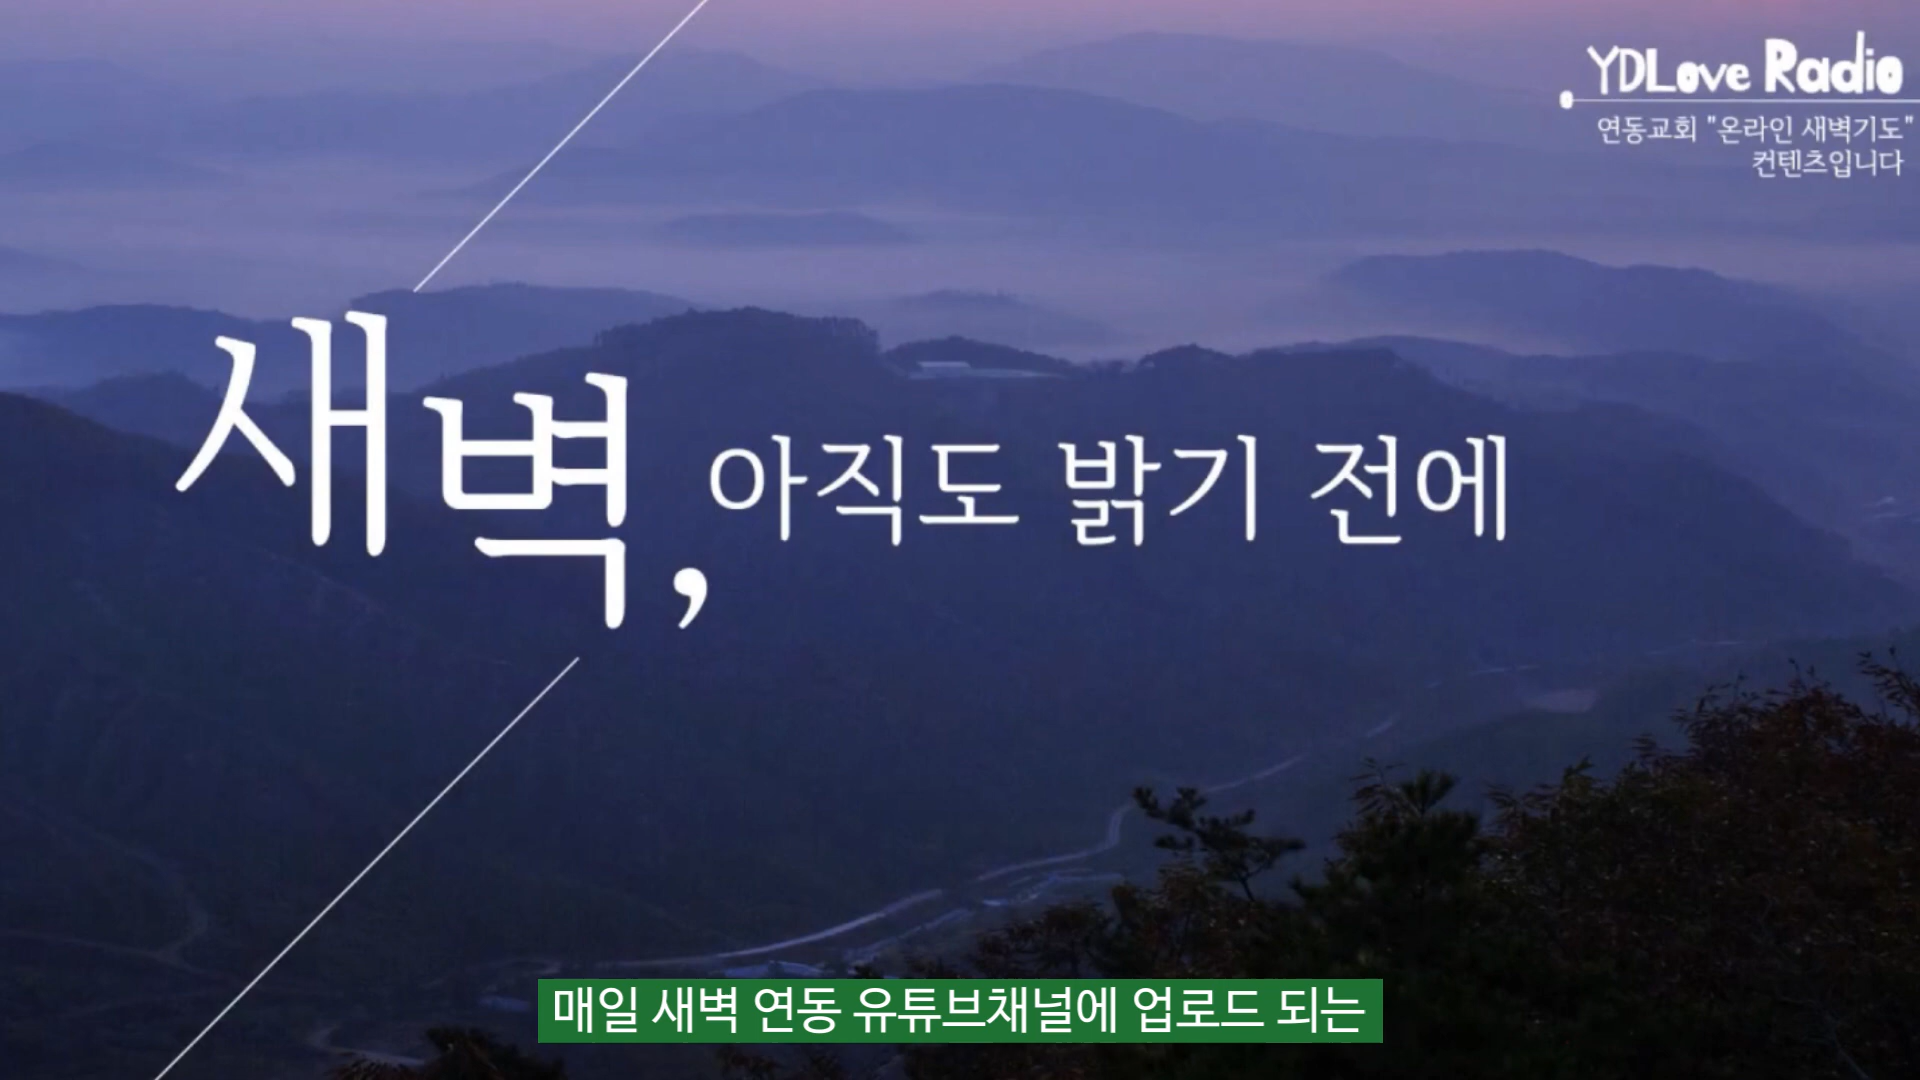 YDLove Radio
연동교회 "온라인 새벽기도"
컨텐츠입니다
새벽, 아직도 밝기 전에
매일 새벽 연동 유튜브채널에 업로드 되는